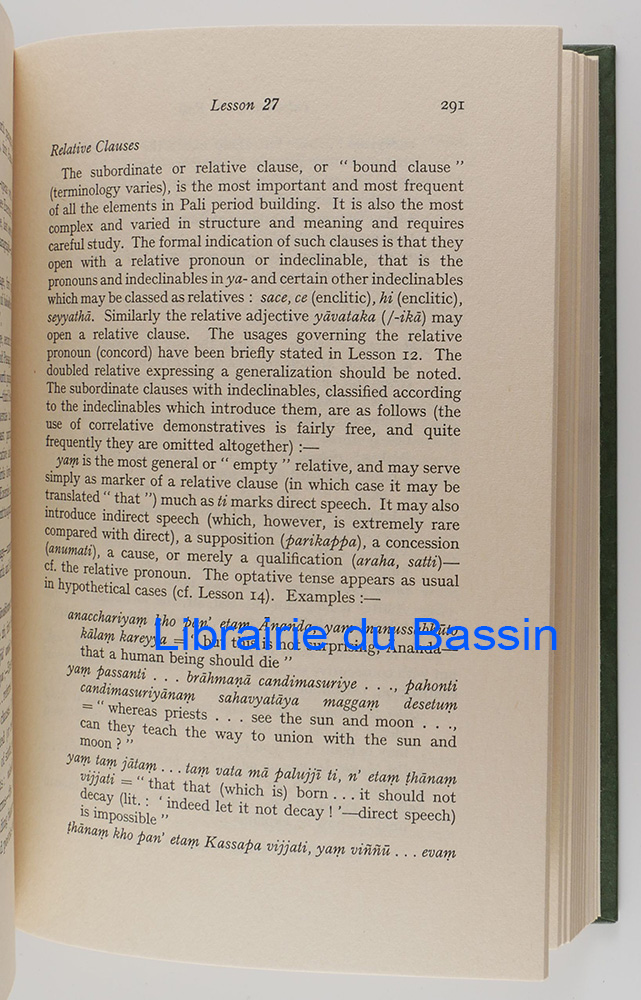 Lesson 27
291
Relative Clauses
The subordinate or relative clause, or " bound clause "
(terminology varies), is the most important and most frequent
of all the elements in Pali period building. It is also the most
complex and varied in structure and meaning and requires
careful study. The formal indication of such clauses is that they
open with a relative pronoun or indeclinable, that is the
pronouns and indeclinables in ya- and certain other indeclinables
which may be classed as relatives : sace, ce (enclitic), hi (enclitic),
seyyathā. Similarly the relative adjective yāvataka (/-ikā) may
open a relative clause. The usages governing the relative
pronoun (concord) have been briefly stated in Lesson 12. The
doubled relative expressing a generalization should be noted.
The subordinate clauses with indeclinables, classified according
to the indeclinables which introduce them, are as follows (the
use of correlative demonstratives is fairly free, and quite
frequently they are omitted altogether) :—
yaṃ is the most general or " empty " relative, and may serve
simply as marker of a relative clause (in which case it may be
translated " that ") much as ti marks direct speech. It may also
introduce indirect speech (which, however, is extremely rare
compared with direct), a supposition (parikappa), a concession
(anumati), a cause, or merely a qualification (araha, satti)—
cf. the relative pronoun. The optative tense appears as usual
in hypothetical cases (cf. Lesson 14). Examples :—
anacchariyaṃ kho pan' etaṃ Ānanda yaṃ manussabhūto
kālaṃ kareyya = " but this is not surprising, Ānanda—
Librairie du Bassin
that a human being should die "
yaṃ passanti . . . brāhmaṇā candimasuriye . . ., pahonti
candimasuriyānaṃ sahavyatāya maggaṃ desetuṃ
= " whereas priests . . . see the sun and moon . . .,
can they teach the way to union with the sun and
moon ? "
yaṃ taṃ jātaṃ . . . taṃ vata mā palujjī ti, n' etaṃ ṭhānaṃ
vijjati = " that that (which is) born . . . it should not
decay (lit. : ' indeed let it not decay ! '—direct speech)
is impossible "
ṭhānaṃ kho pan' etaṃ Kassapa vijjati, yaṃ viññū . . . evaṃ